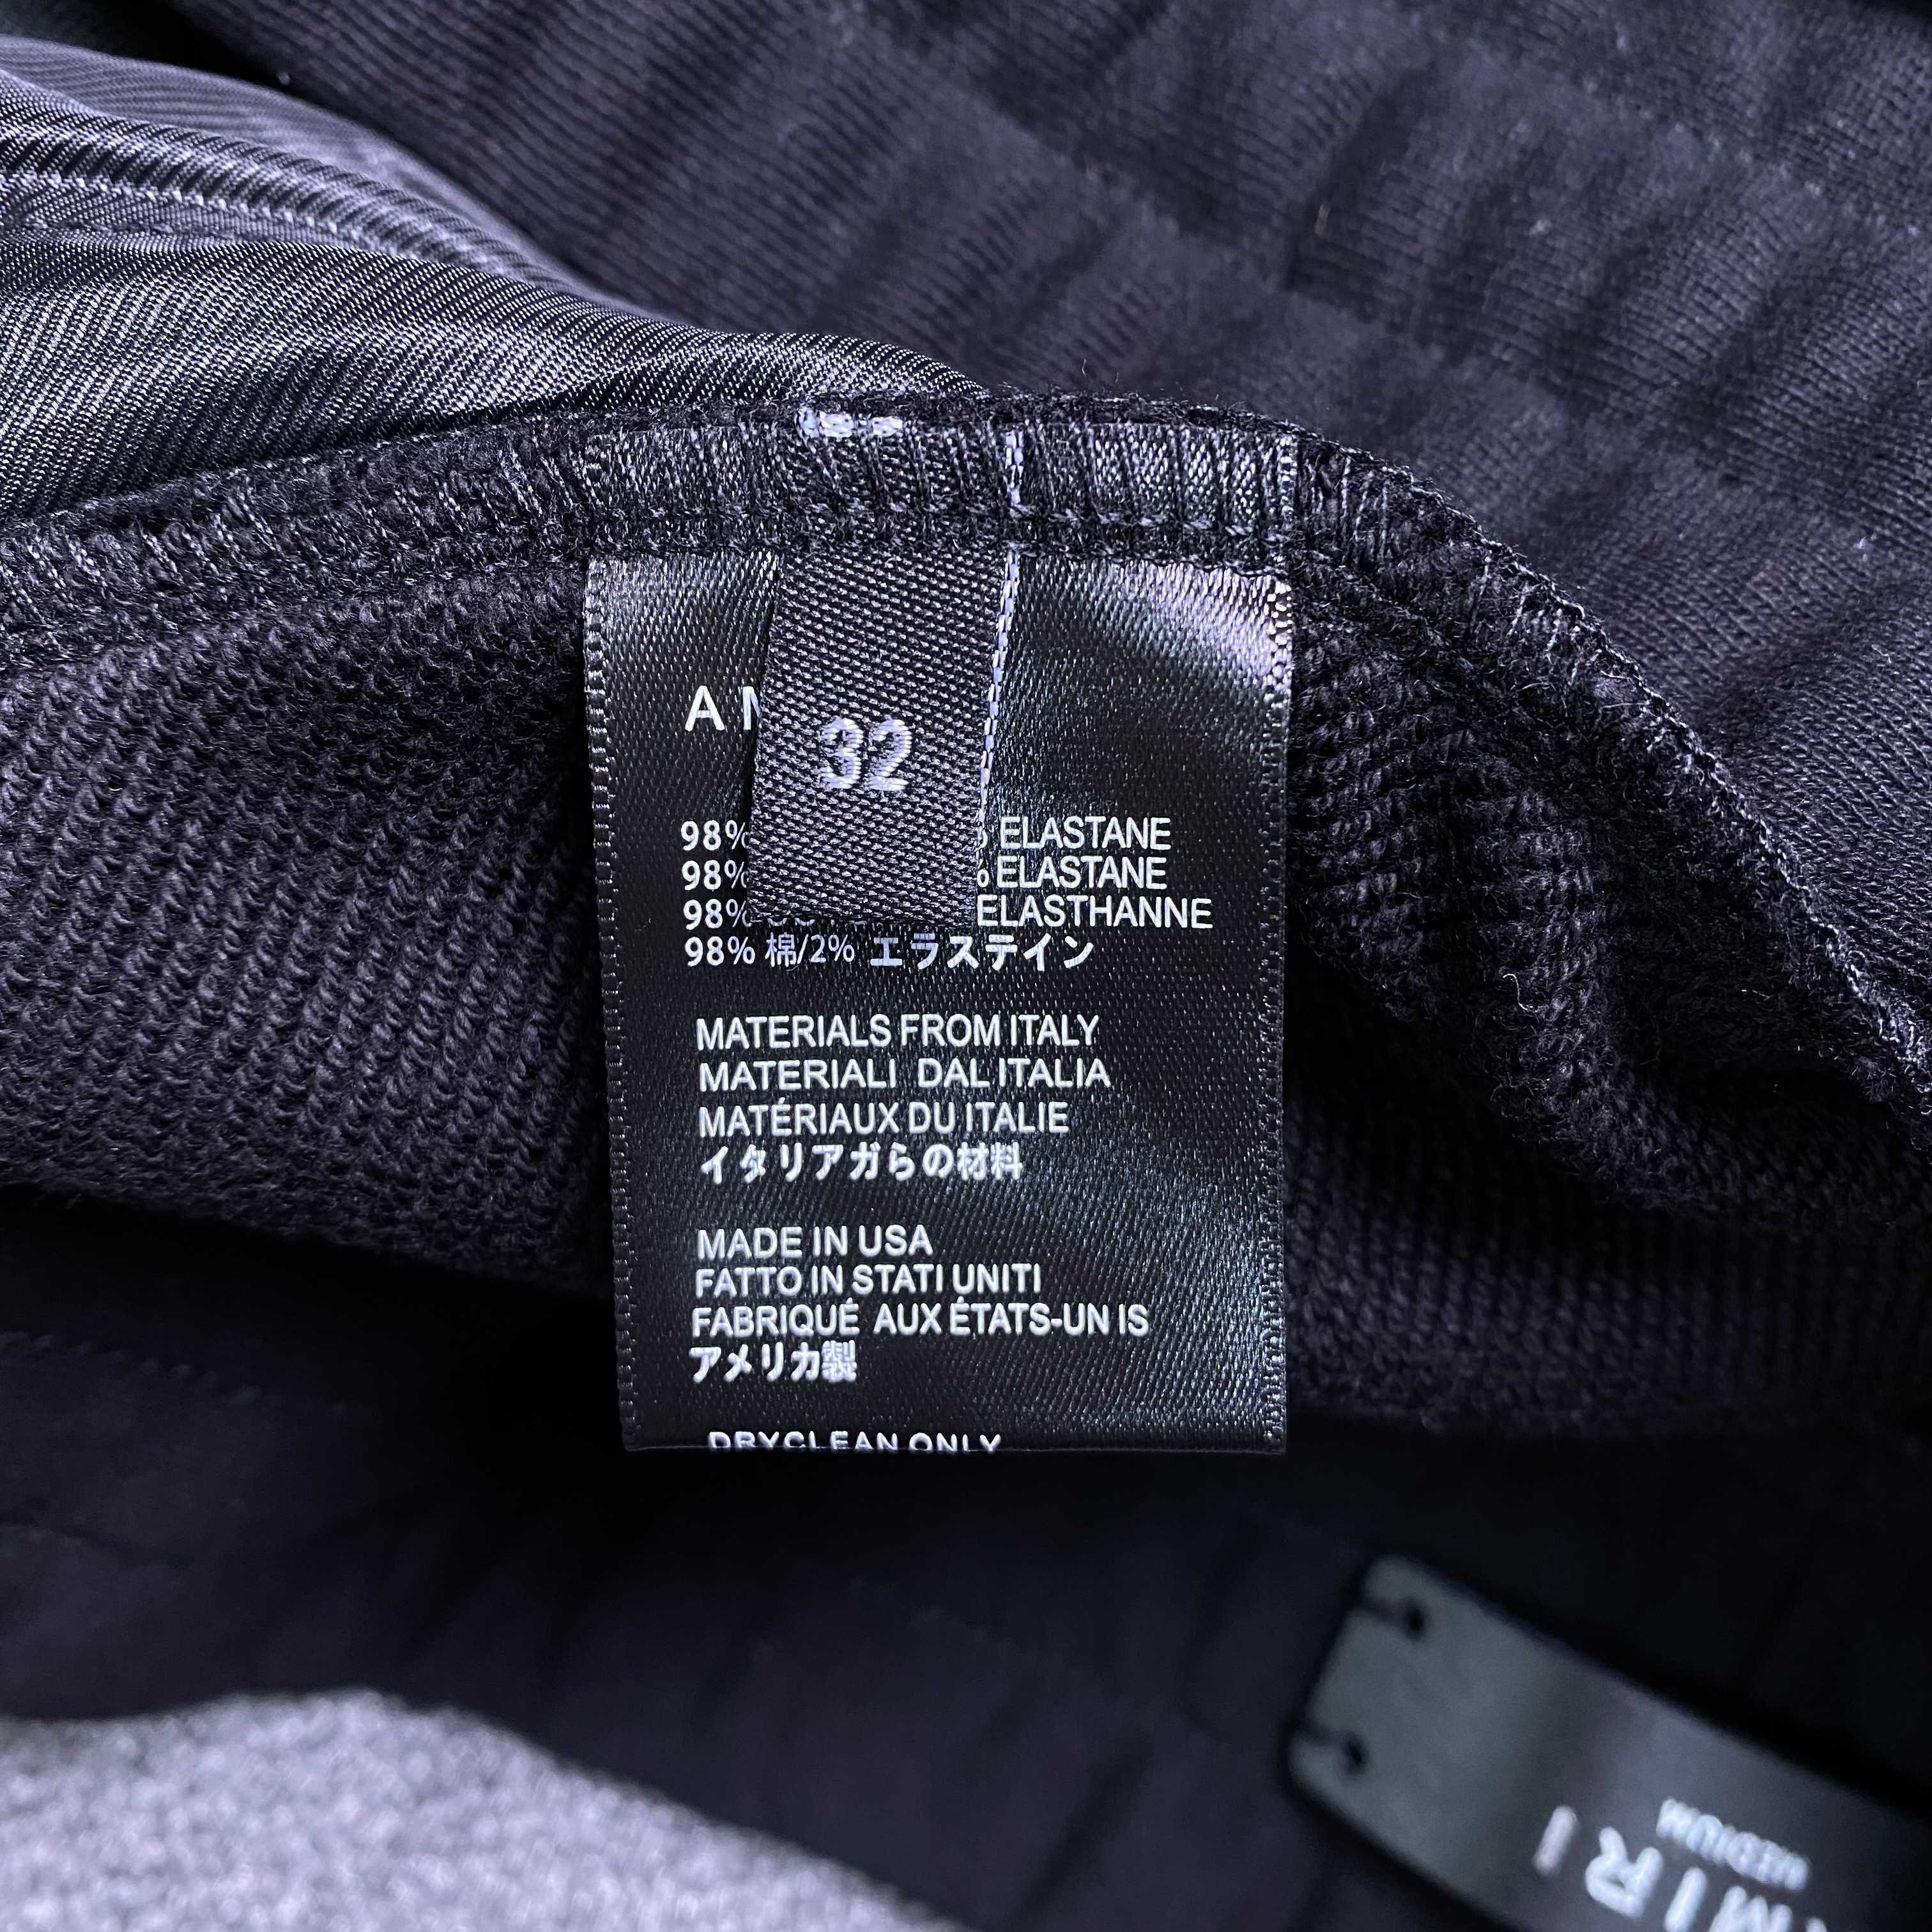 32
98% ELASTANE
98% ELASTANE
98% ELASTHANNE
98% 棉/2% エラステイン
MATERIALS FROM ITALY
MATERIALI DAL ITALIA
MATÉRIAUX DU ITALIE
イタリアガらの材料
MADE IN USA
FATTO IN STATI UNITI
FABRIQUÉ AUX ÉTATS-UN IS
アメリカ製
DRYCLEAN ONLY
MIRI
MEDIUM